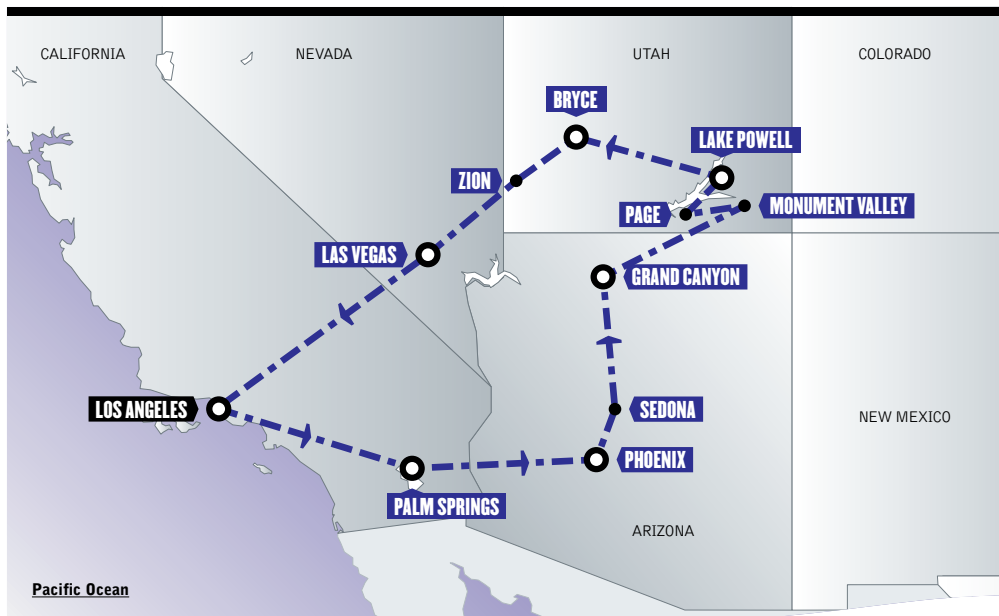 CALIFORNIA
NEVADA
UTAH
COLORADO
BRYCE
LAKE POWELL
ZION
PAGE
MONUMENT VALLEY
LAS VEGAS
GRAND CANYON
LOS ANGELES
SEDONA
NEW MEXICO
PHOENIX
PALM SPRINGS
ARIZONA
Pacific Ocean